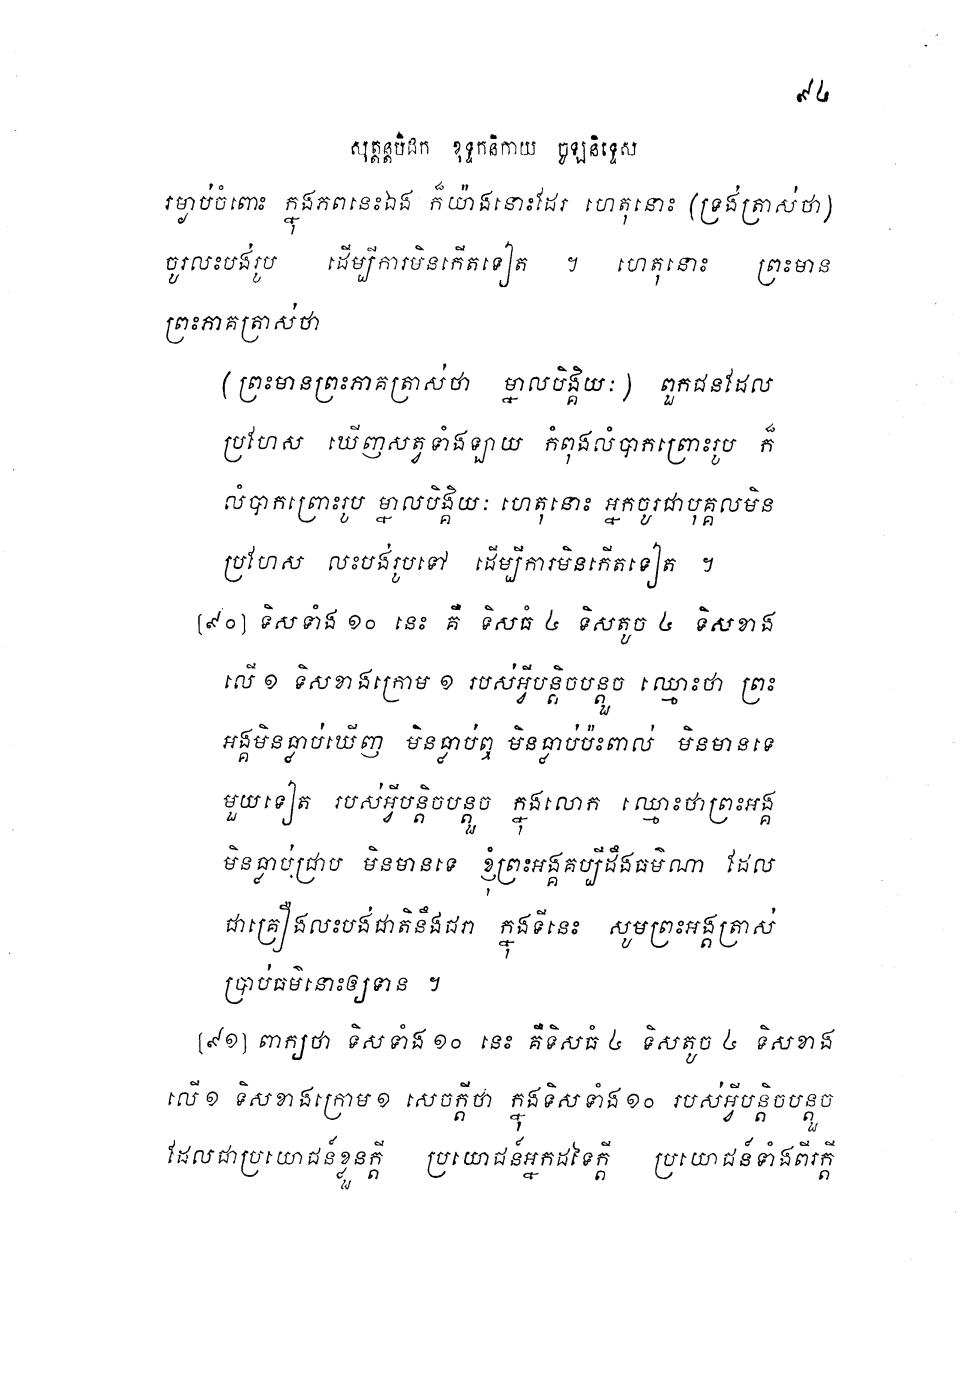 ៩៤
សុត្តន្តបិដក ខុទ្ទកនិកាយ ចូឡនិទ្ទេស
រម្លាប់ចំពោះ ក្នុងភពនេះឯង ក៏យ៉ាងនោះដែរ ហេតុនោះ (ទ្រង់ត្រាស់ថា)
ចូរលះបង់រូប ដើម្បីការមិនកើតទៀត ។ ហេតុនោះ ព្រះមាន
ព្រះភាគត្រាស់ថា
(ព្រះមានព្រះភាគត្រាស់ថា ម្នាលបិង្គិយៈ) ពួកជនដែល
ប្រហែស ឃើញសត្វទាំងឡាយ កំពុងលំបាកព្រោះរូប ក៏
លំបាកព្រោះរូប ម្នាលបិង្គិយៈ ហេតុនោះ អ្នកចូរជាបុគ្គលមិន
ប្រហែស លះបង់រូបទៅ ដើម្បីការមិនកើតទៀត ។
[៩០] ទិសទាំង ១០ នេះ គឺ ទិសធំ ៤ ទិសតូច ៤ ទិសខាង
លើ ១ ទិសខាងក្រោម ១ របស់អ្វីបន្តិចបន្តួច ឈ្មោះថា ព្រះ
អង្គមិនធ្លាប់ឃើញ មិនធ្លាប់ឮ មិនធ្លាប់ប៉ះពាល់ មិនមានទេ
មួយទៀត របស់អ្វីបន្តិចបន្តួច ក្នុងលោក ឈ្មោះថាព្រះអង្គ
មិនធ្លាប់ជ្រាប មិនមានទេ ខ្ញុំព្រះអង្គគប្បីដឹងធម៌ណា ដែល
ជាគ្រឿងលះបង់ជាតិនឹងជរា ក្នុងទីនេះ សូមព្រះអង្គត្រាស់
ប្រាប់ធម៌នោះឲ្យទាន ។
[៩១] ពាក្យថា ទិសទាំង ១០ នេះ គឺទិសធំ ៤ ទិសតូច ៤ ទិសខាង
លើ ១ ទិសខាងក្រោម ១ សេចក្តីថា ក្នុងទិសទាំង ១០ របស់អ្វីបន្តិចបន្តួច
ដែលជាប្រយោជន៍ខ្លួនក្តី ប្រយោជន៍អ្នកដទៃក្តី ប្រយោជន៍ទាំងពីរក្តី